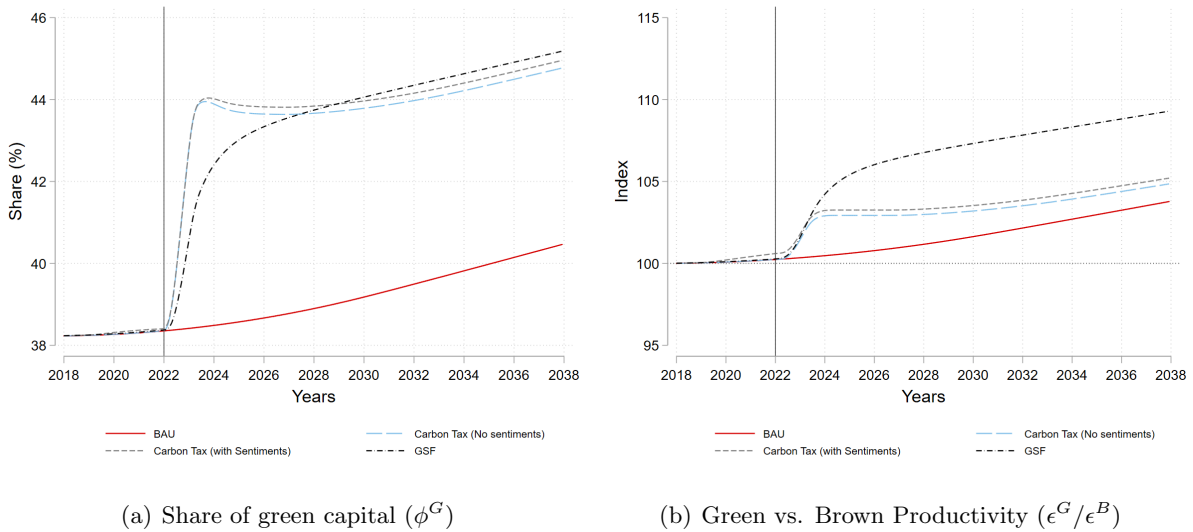 46
44
42
40
38
Share (%)
2018 2020 2022 2024 2026 2028 2030 2032 2034 2036 2038
Years
BAU
Carbon Tax (No sentiments)
Carbon Tax (with Sentiments)
GSF
(a) Share of green capital (ϕ^G)
115
110
105
100
95
Index
2018 2020 2022 2024 2026 2028 2030 2032 2034 2036 2038
Years
BAU
Carbon Tax (No sentiments)
Carbon Tax (with Sentiments)
GSF
(b) Green vs. Brown Productivity (ϵ^G/ϵ^B)